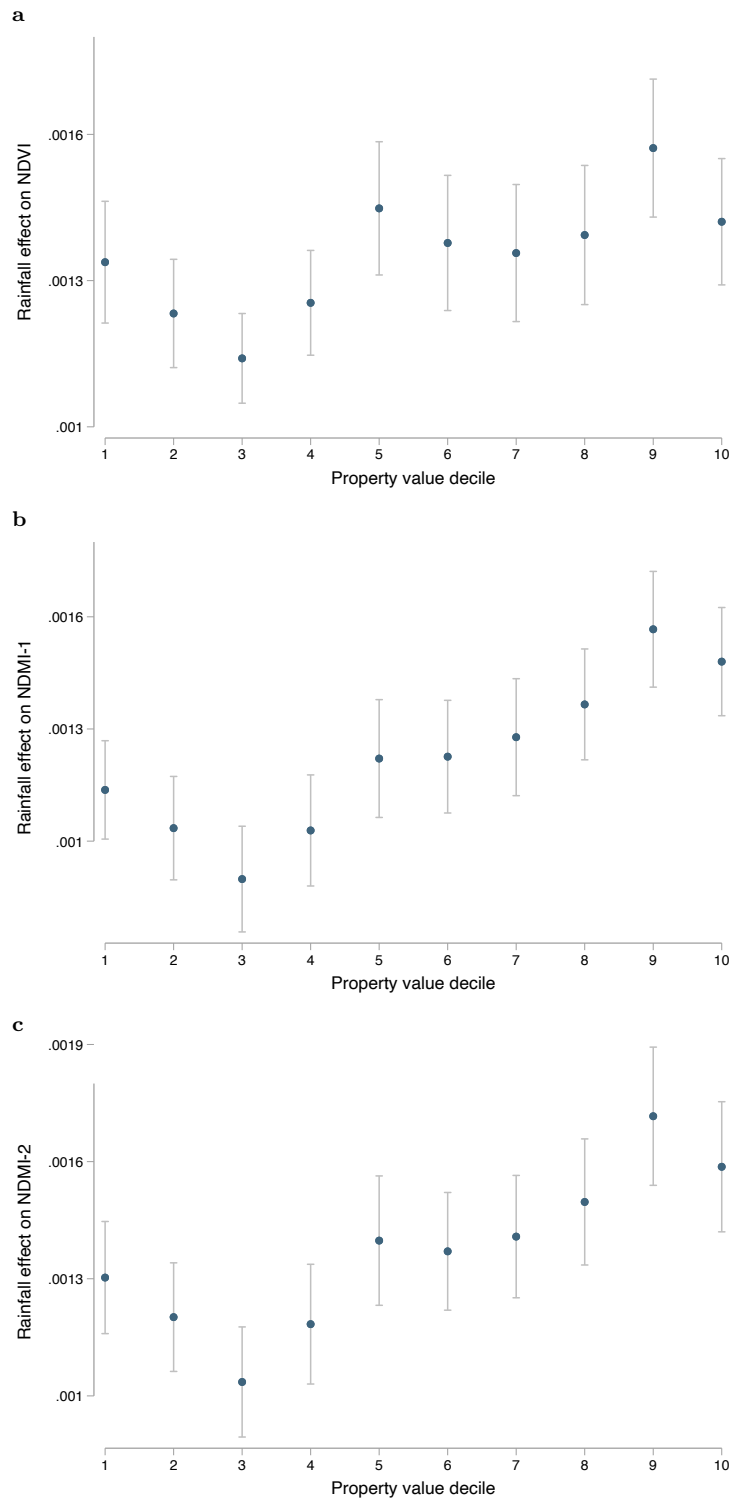 a
Rainfall effect on NDVI
.0016
.0013
.001
1 2 3 4 5 6 7 8 9 10
Property value decile
b
Rainfall effect on NDMI-1
.0016
.0013
.001
1 2 3 4 5 6 7 8 9 10
Property value decile
c
Rainfall effect on NDMI-2
.0019
.0016
.0013
.001
1 2 3 4 5 6 7 8 9 10
Property value decile